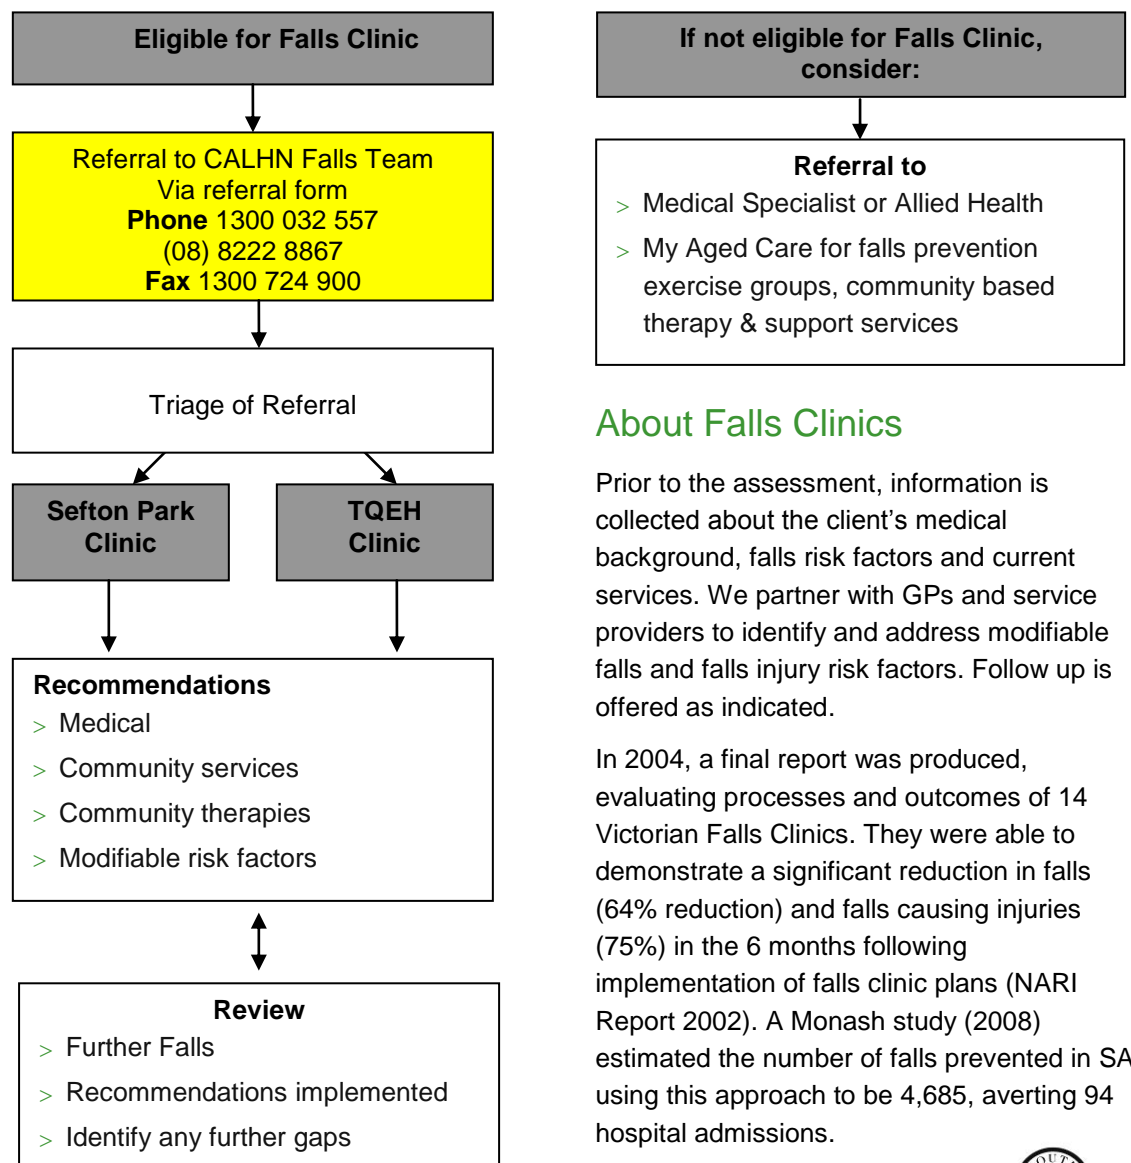 Eligible for Falls Clinic
Referral to CALHN Falls Team
Via referral form
Phone 1300 032 557
(08) 8222 8867
Fax 1300 724 900
Triage of Referral
Sefton Park
Clinic
TQEH
Clinic
Recommendations
> Medical
> Community services
> Community therapies
> Modifiable risk factors
Review
> Further Falls
> Recommendations implemented
> Identify any further gaps
If not eligible for Falls Clinic,
consider:
Referral to
> Medical Specialist or Allied Health
> My Aged Care for falls prevention
exercise groups, community based
therapy & support services
About Falls Clinics
Prior to the assessment, information is
collected about the client's medical
background, falls risk factors and current
services. We partner with GPs and service
providers to identify and address modifiable
falls and falls injury risk factors. Follow up is
offered as indicated.
In 2004, a final report was produced,
evaluating processes and outcomes of 14
Victorian Falls Clinics. They were able to
demonstrate a significant reduction in falls
(64% reduction) and falls causing injuries
(75%) in the 6 months following
implementation of falls clinic plans (NARI
Report 2002). A Monash study (2008)
estimated the number of falls prevented in SA
using this approach to be 4,685, averting 94
hospital admissions.